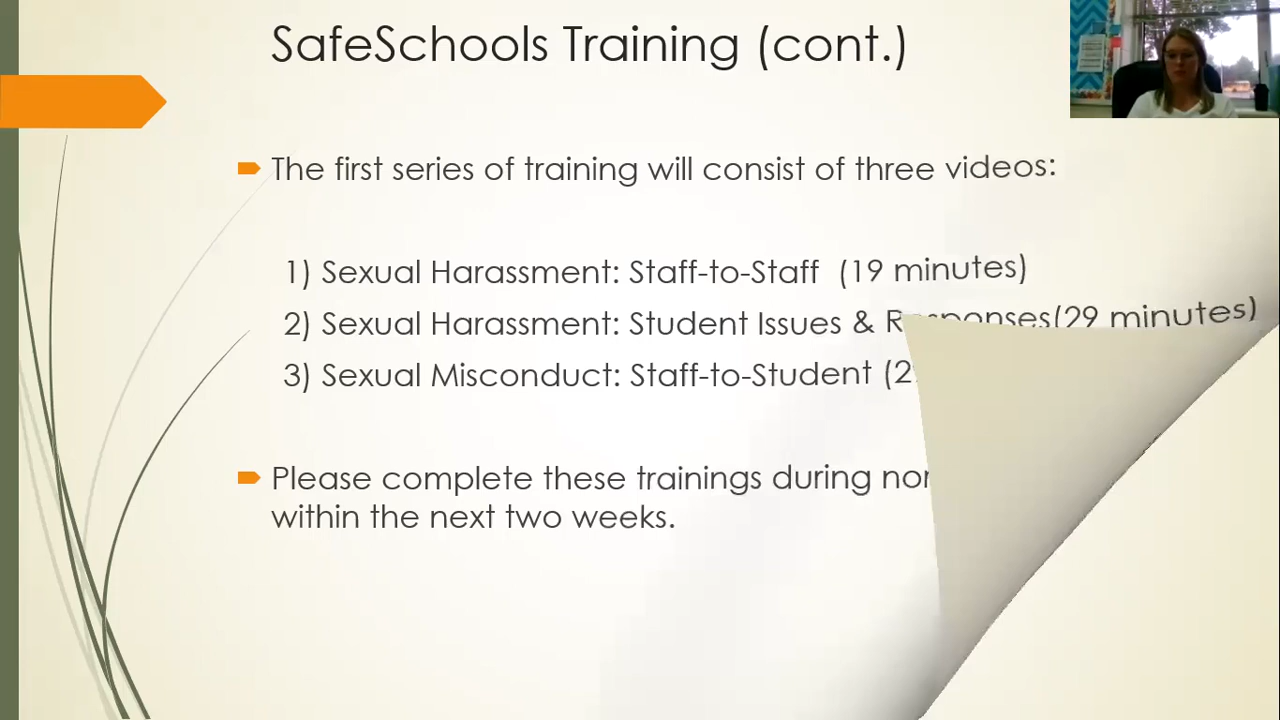 SafeSchools Training (cont.)
The first series of training will consist of three videos:
1) Sexual Harassment: Staff-to-Staff (19 minutes)
2) Sexual Harassment: Student Issues & Responses(29 minutes)
3) Sexual Misconduct: Staff-to-Student (2
Please complete these trainings during
within the next two weeks.